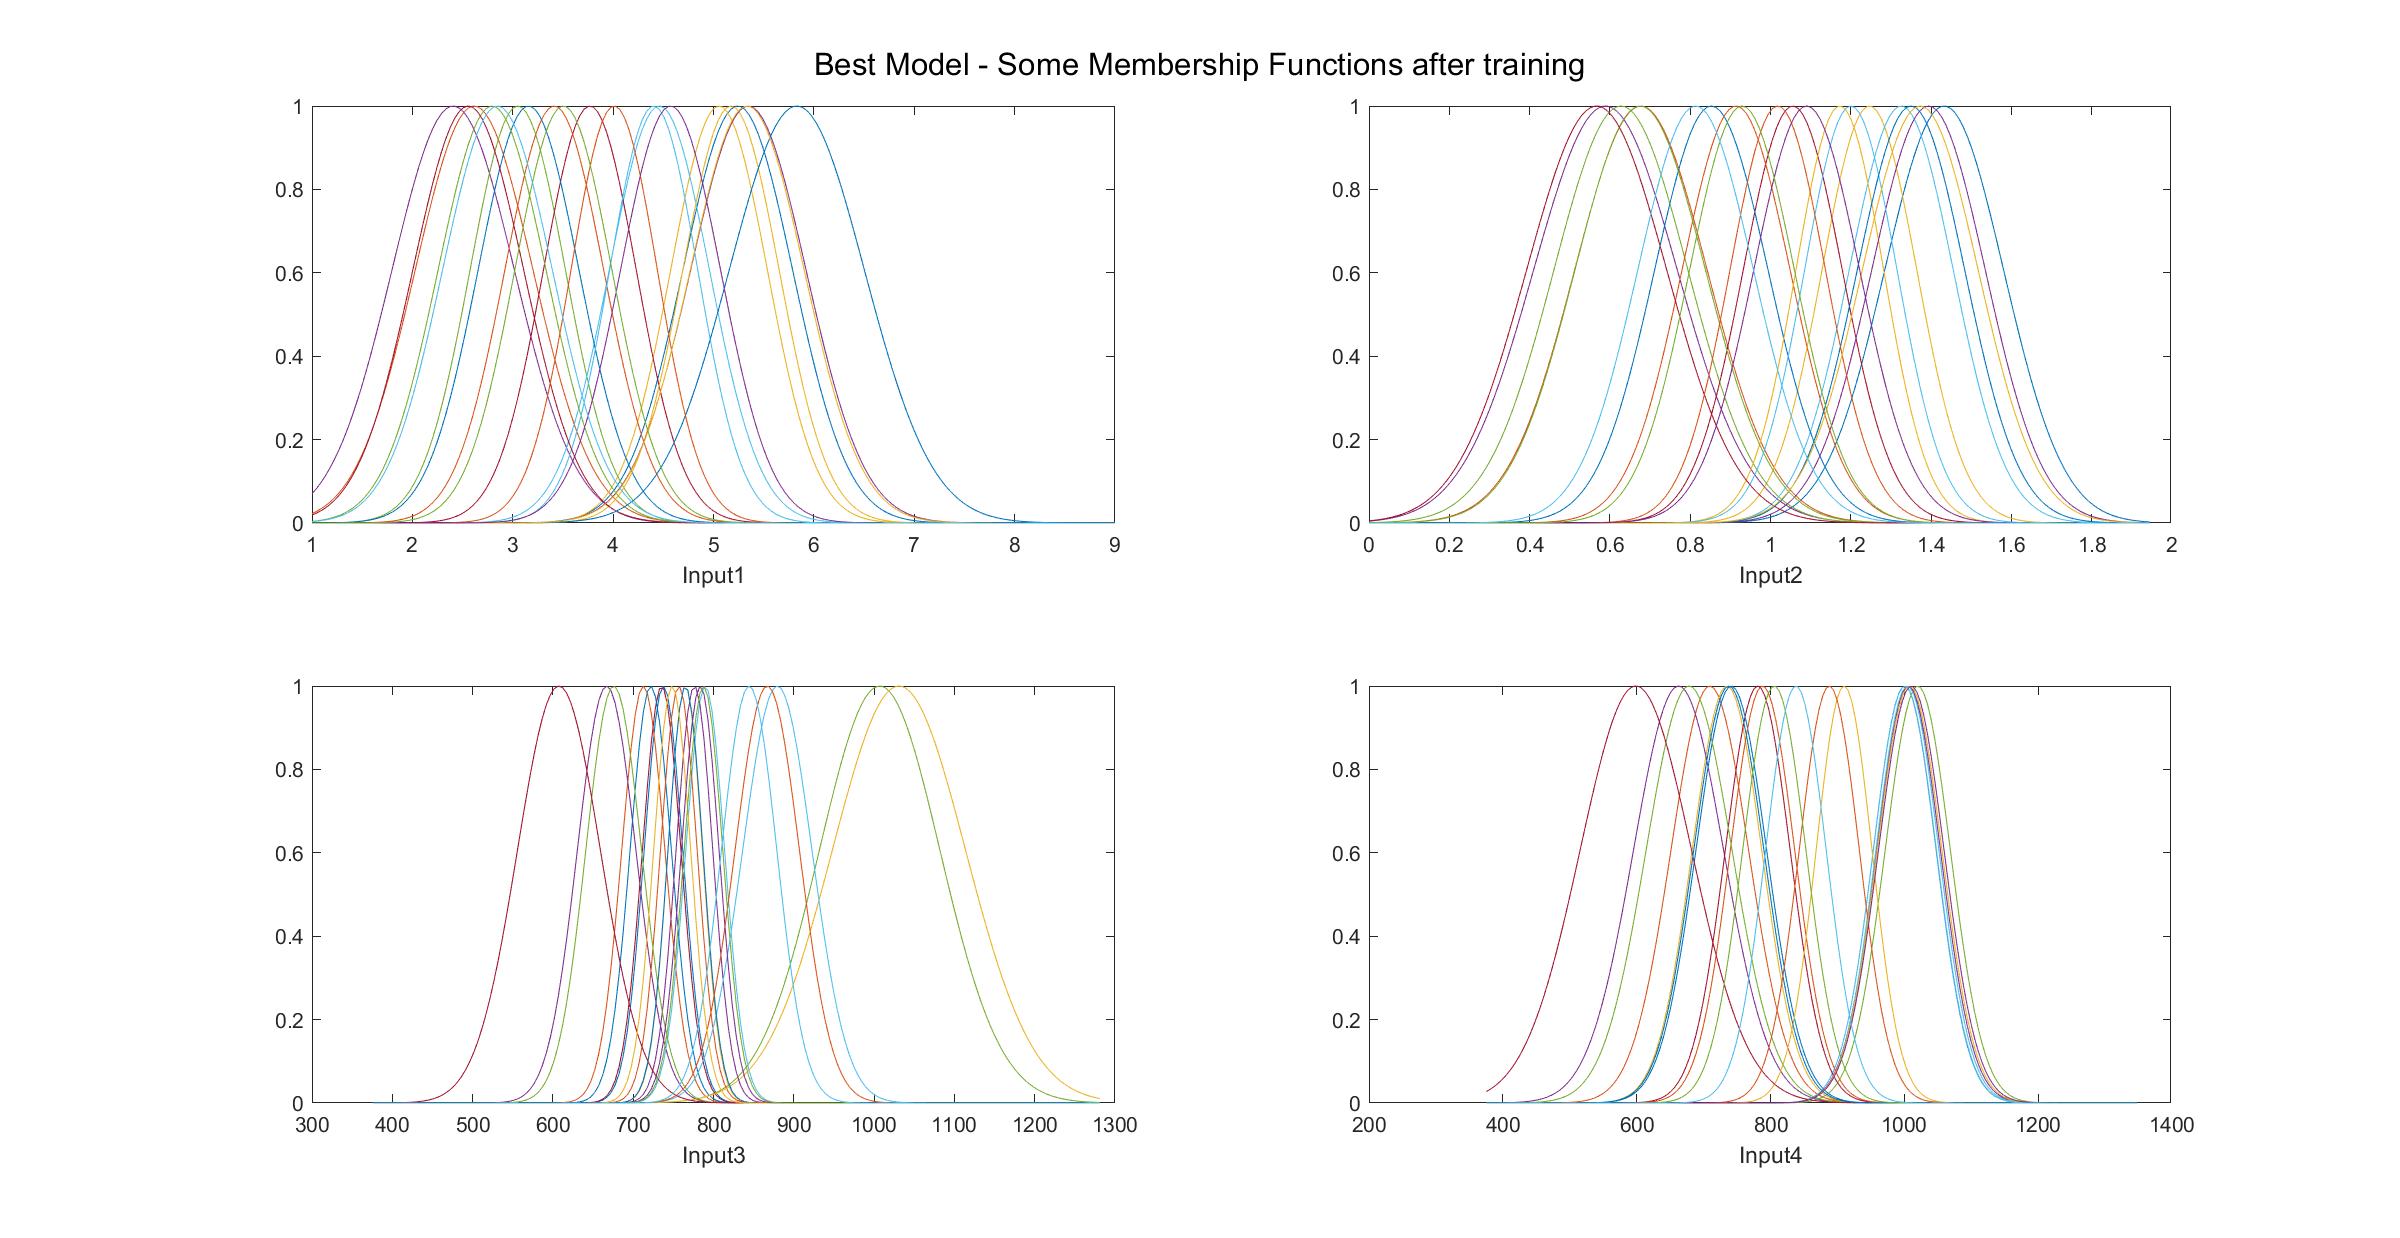 Best Model - Some Membership Functions after training
1
0.8
0.6
0.4
0.2
0
1 2 3 4 5 6 7 8 9
Input1
1
0.8
0.6
0.4
0.2
0
0 0.2 0.4 0.6 0.8 1 1.2 1.4 1.6 1.8 2
Input2
1
0.8
0.6
0.4
0.2
0
300 400 500 600 700 800 900 1000 1100 1200 1300
Input3
1
0.8
0.6
0.4
0.2
0
200 400 600 800 1000 1200 1400
Input4